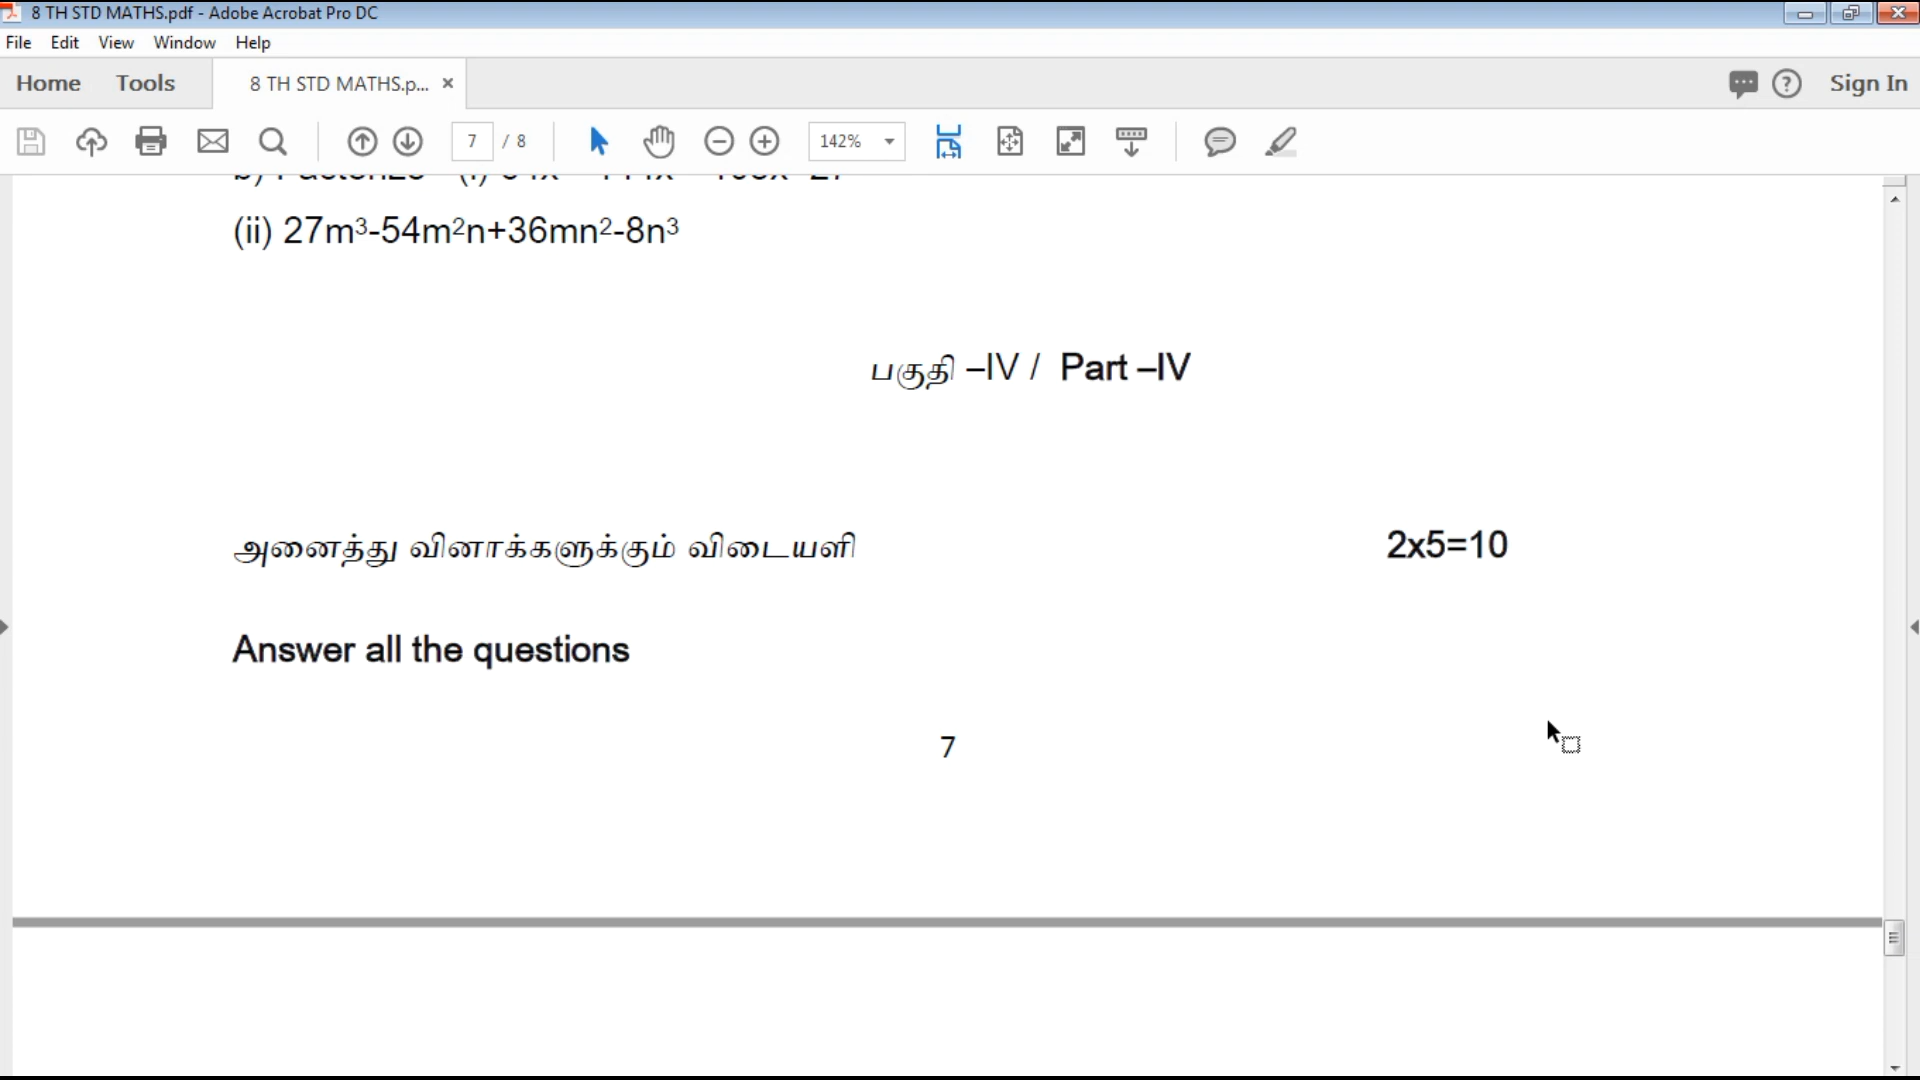 8 TH STD MATHS.pdf - Adobe Acrobat Pro DC
File Edit View Window Help
Home Tools 8 TH STD MATHS.p... × Sign In
7 / 8 142%
(ii) 27m³-54m²n+36mn²-8n³
பகுதி –IV / Part –IV
அனைத்து வினாக்களுக்கும் விடையளி 2x5=10
Answer all the questions
7